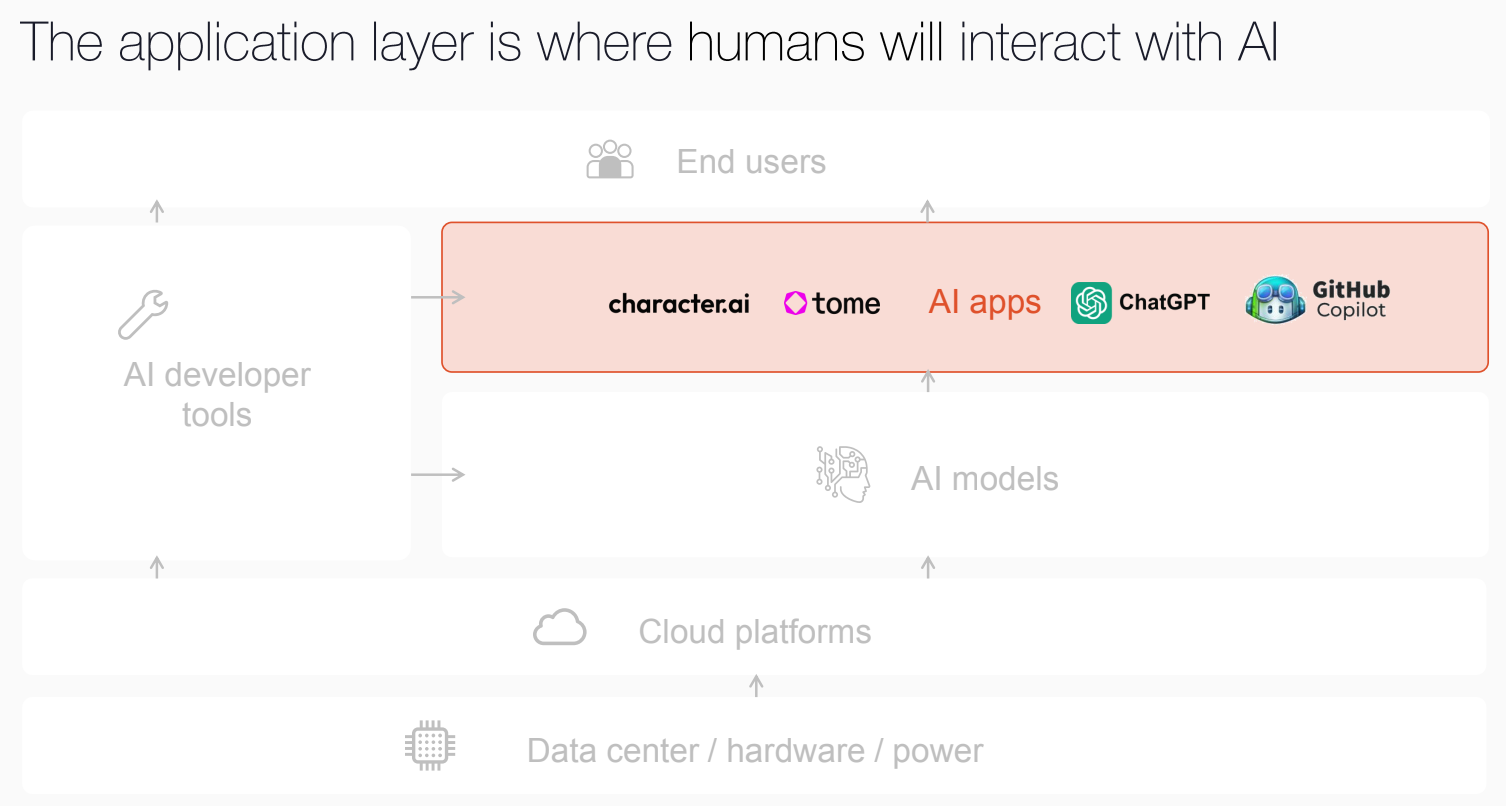 The application layer is where humans will interact with AI
End users
character.ai
tome
AI apps
ChatGPT
GitHub
Copilot
AI developer
tools
AI models
Cloud platforms
Data center / hardware / power